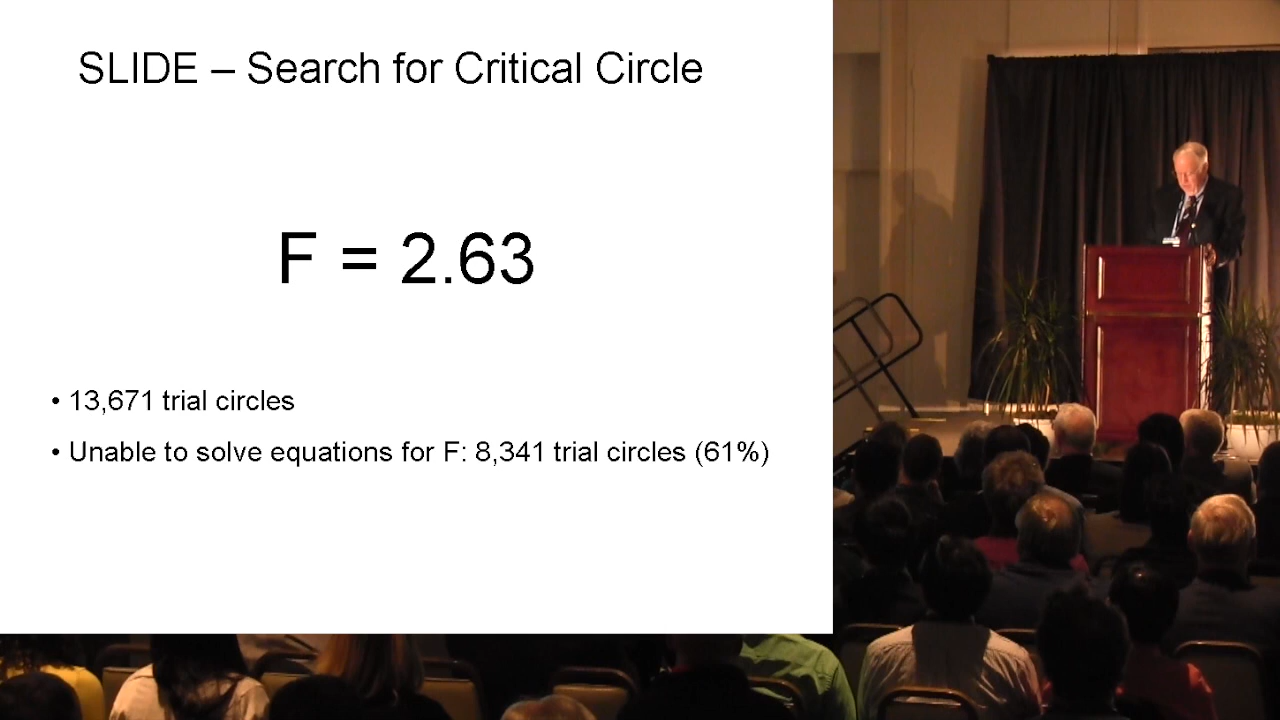 SLIDE – Search for Critical Circle
F = 2.63
• 13,671 trial circles
• Unable to solve equations for F: 8,341 trial circles (61%)